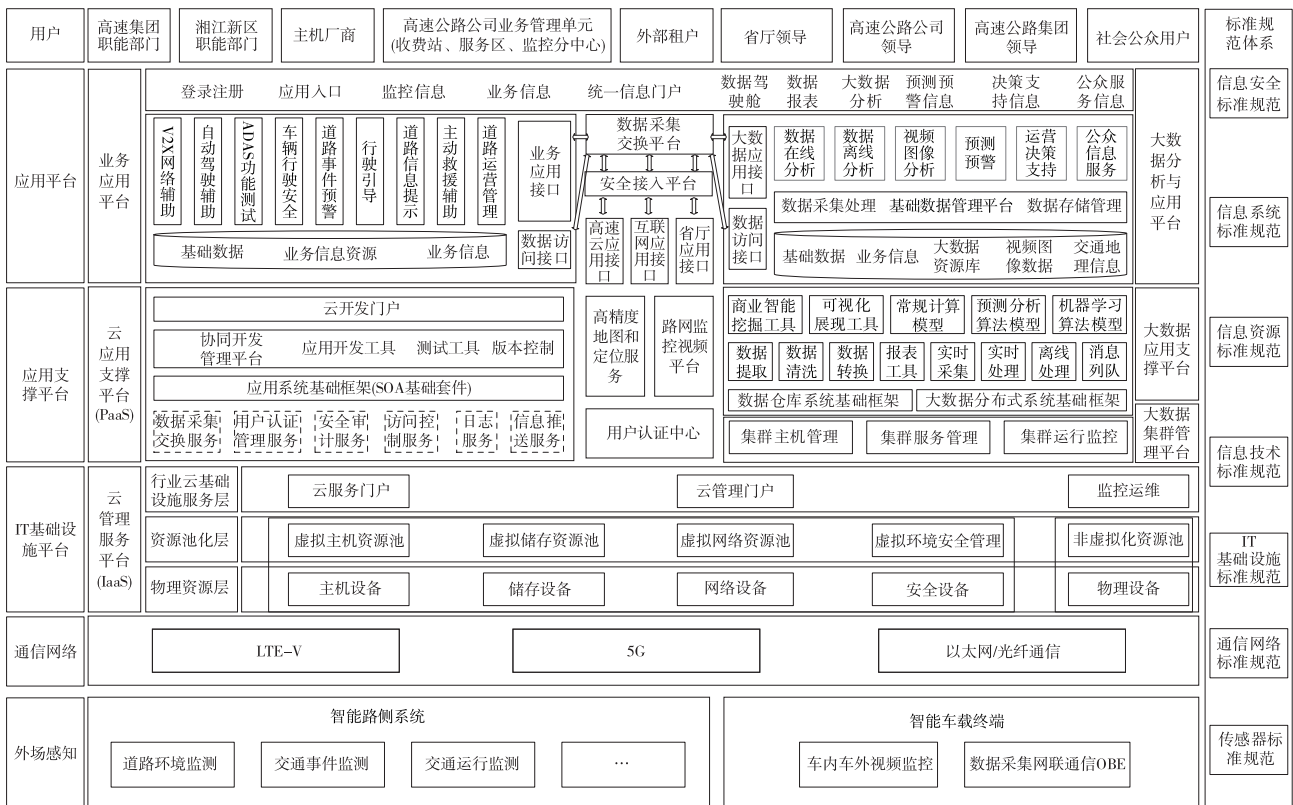 用户
高速集团
职能部门
湘江新区
职能部门
主机厂商
高速公路公司业务管理单元
(收费站、服务区、监控分中心)
外部租户
省厅领导
高速公路公司
领导
高速公路集团
领导
社会公众用户
标准规
范体系
应用平台
业务
应用
平台
登录注册
应用入口
监控信息
业务信息
统一信息门户
数据驾
驶舱
数据
报表
大数据
分析
预测预
警信息
决策支
持信息
公众服
务信息
V2X网络辅助
自动驾驶辅助
ADAS功能测试
车辆行驶安全
道路事件预警
行驶引导
道路信息提示
主动救援辅助
道路运营管理
业务
应用
接口
基础数据
业务信息资源
业务信息
数据访
问接口
数据采集
交换平台
安全接入平台
高速
云应
用接
口
互联
网应
用接
口
省厅
应用
接口
大数
据应
用接
口
数据
访问
接口
数据
在线
分析
数据
离线
分析
视频
图像
分析
预测
预警
运营
决策
支持
公众
信息
服务
数据采集处理
基础数据管理平台
数据存储管理
基础数据
业务信息
大数据
资源库
视频图
像数据
交通地
理信息
大数
据分
析与
应用
平台
信息安全
标准规范
信息系统
标准规范
应用支
撑平台
云
应用
支撑
平台
(PaaS)
云开发门户
协同开发
管理平台
应用开发工具
测试工具
版本控制
应用系统基础框架(SOA基础套件)
数据采集
交换服务
用户认证
管理服务
安全审
计服务
访问控
制服务
日志
服务
信息推
送服务
高精度
地图和
定位服
务
路网监
控视频
平台
用户认证中心
商业智能
挖掘工具
可视化
展现工具
常规计算
模型
预测分析
算法模型
机器学习
算法模型
数据
提取
数据
清洗
数据
转换
报表
工具
实时
采集
实时
处理
离线
处理
消息
列队
数据仓库系统基础框架
大数据分布式系统基础框架
集群主机管理
集群服务管理
集群运行监控
大数据
应用支
撑平台
大数据
集群管
理平台
信息资源
标准规范
信息技术
标准规范
IT基础设
施平台
云
管理
服务
平台
(IaaS)
行业云基础
设施服务层
云服务门户
云管理门户
监控运维
资源池化层
虚拟主机资源池
虚拟储存资源池
虚拟网络资源池
虚拟环境安全管理
非虚拟化资源池
物理资源层
主机设备
储存设备
网络设备
安全设备
物理设备
IT
基础设施
标准规范
通信网络
LTE-V
5G
以太网/光纤通信
通信网络
标准规范
外场感知
智能路侧系统
道路环境监测
交通事件监测
交通运行监测
…
智能车载终端
车内车外视频监控
数据采集网联通信OBE
传感器标
准规范